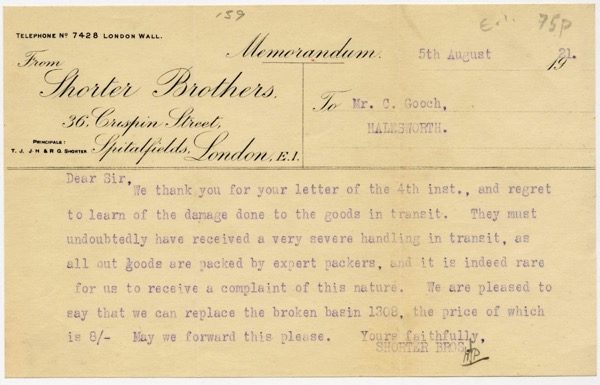 '59
75p
TELEPHONE Nº 7428 LONDON WALL.
Memorandum.
5th August 1921.
From
Shorter Brothers,
36, Crispin Street,
Spitalfields, London, E.1.
PRINCIPALS:
T. J., J. H & R. G. SHORTER
To Mr. C. Gooch,
HALESWORTH.
Dear Sir,
We thank you for your letter of the 4th inst., and regret
to learn of the damage done to the goods in transit. They must
undoubtedly have received a very severe handling in transit, as
all out goods are packed by expert packers, and it is indeed rare
for us to receive a complaint of this nature. We are pleased to
say that we can replace the broken basin 1308, the price of which
is 8/- May we forward this please. Yours faithfully,
SHORTER BROS.